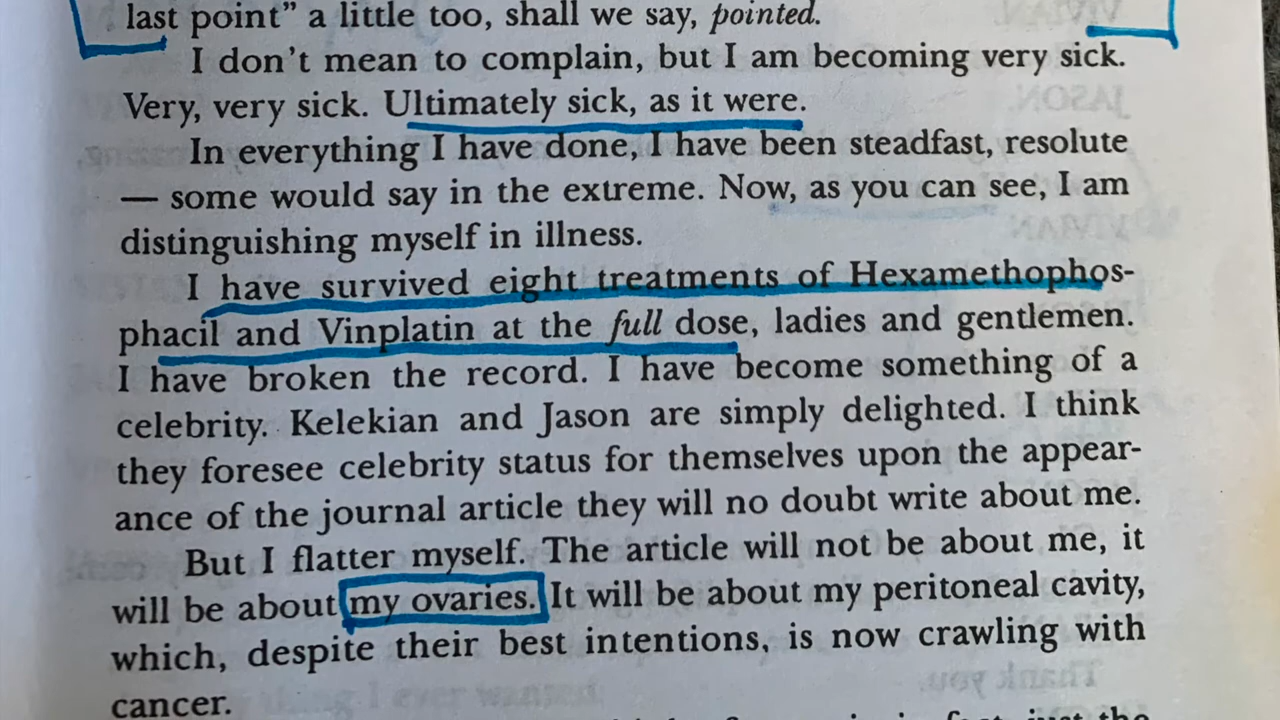 last point” a little too, shall we say, pointed.
I don’t mean to complain, but I am becoming very sick.
Very, very sick. Ultimately sick, as it were.
In everything I have done, I have been steadfast, resolute
— some would say in the extreme. Now, as you can see, I am
distinguishing myself in illness.
I have survived eight treatments of Hexamethophos-
phacil and Vinplatin at the full dose, ladies and gentlemen.
I have broken the record. I have become something of a
celebrity. Kelekian and Jason are simply delighted. I think
they foresee celebrity status for themselves upon the appear-
ance of the journal article they will no doubt write about me.
But I flatter myself. The article will not be about me, it
will be about my ovaries. It will be about my peritoneal cavity,
which, despite their best intentions, is now crawling with
cancer.